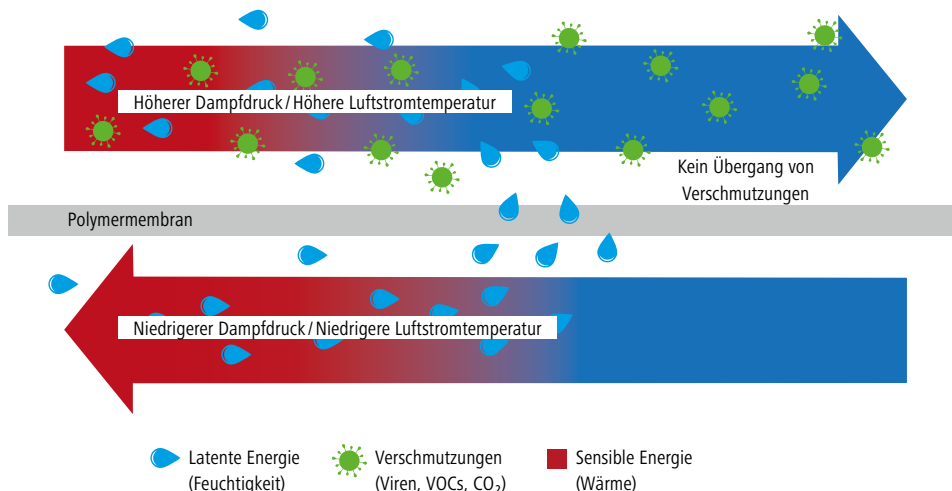 Höherer Dampfdruck / Höhere Luftstromtemperatur
Kein Übergang von
Verschmutzungen
Polymermembran
Niedrigerer Dampfdruck / Niedrigere Luftstromtemperatur
Latente Energie
(Feuchtigkeit)
Verschmutzungen
(Viren, VOCs, CO₂)
Sensible Energie
(Wärme)